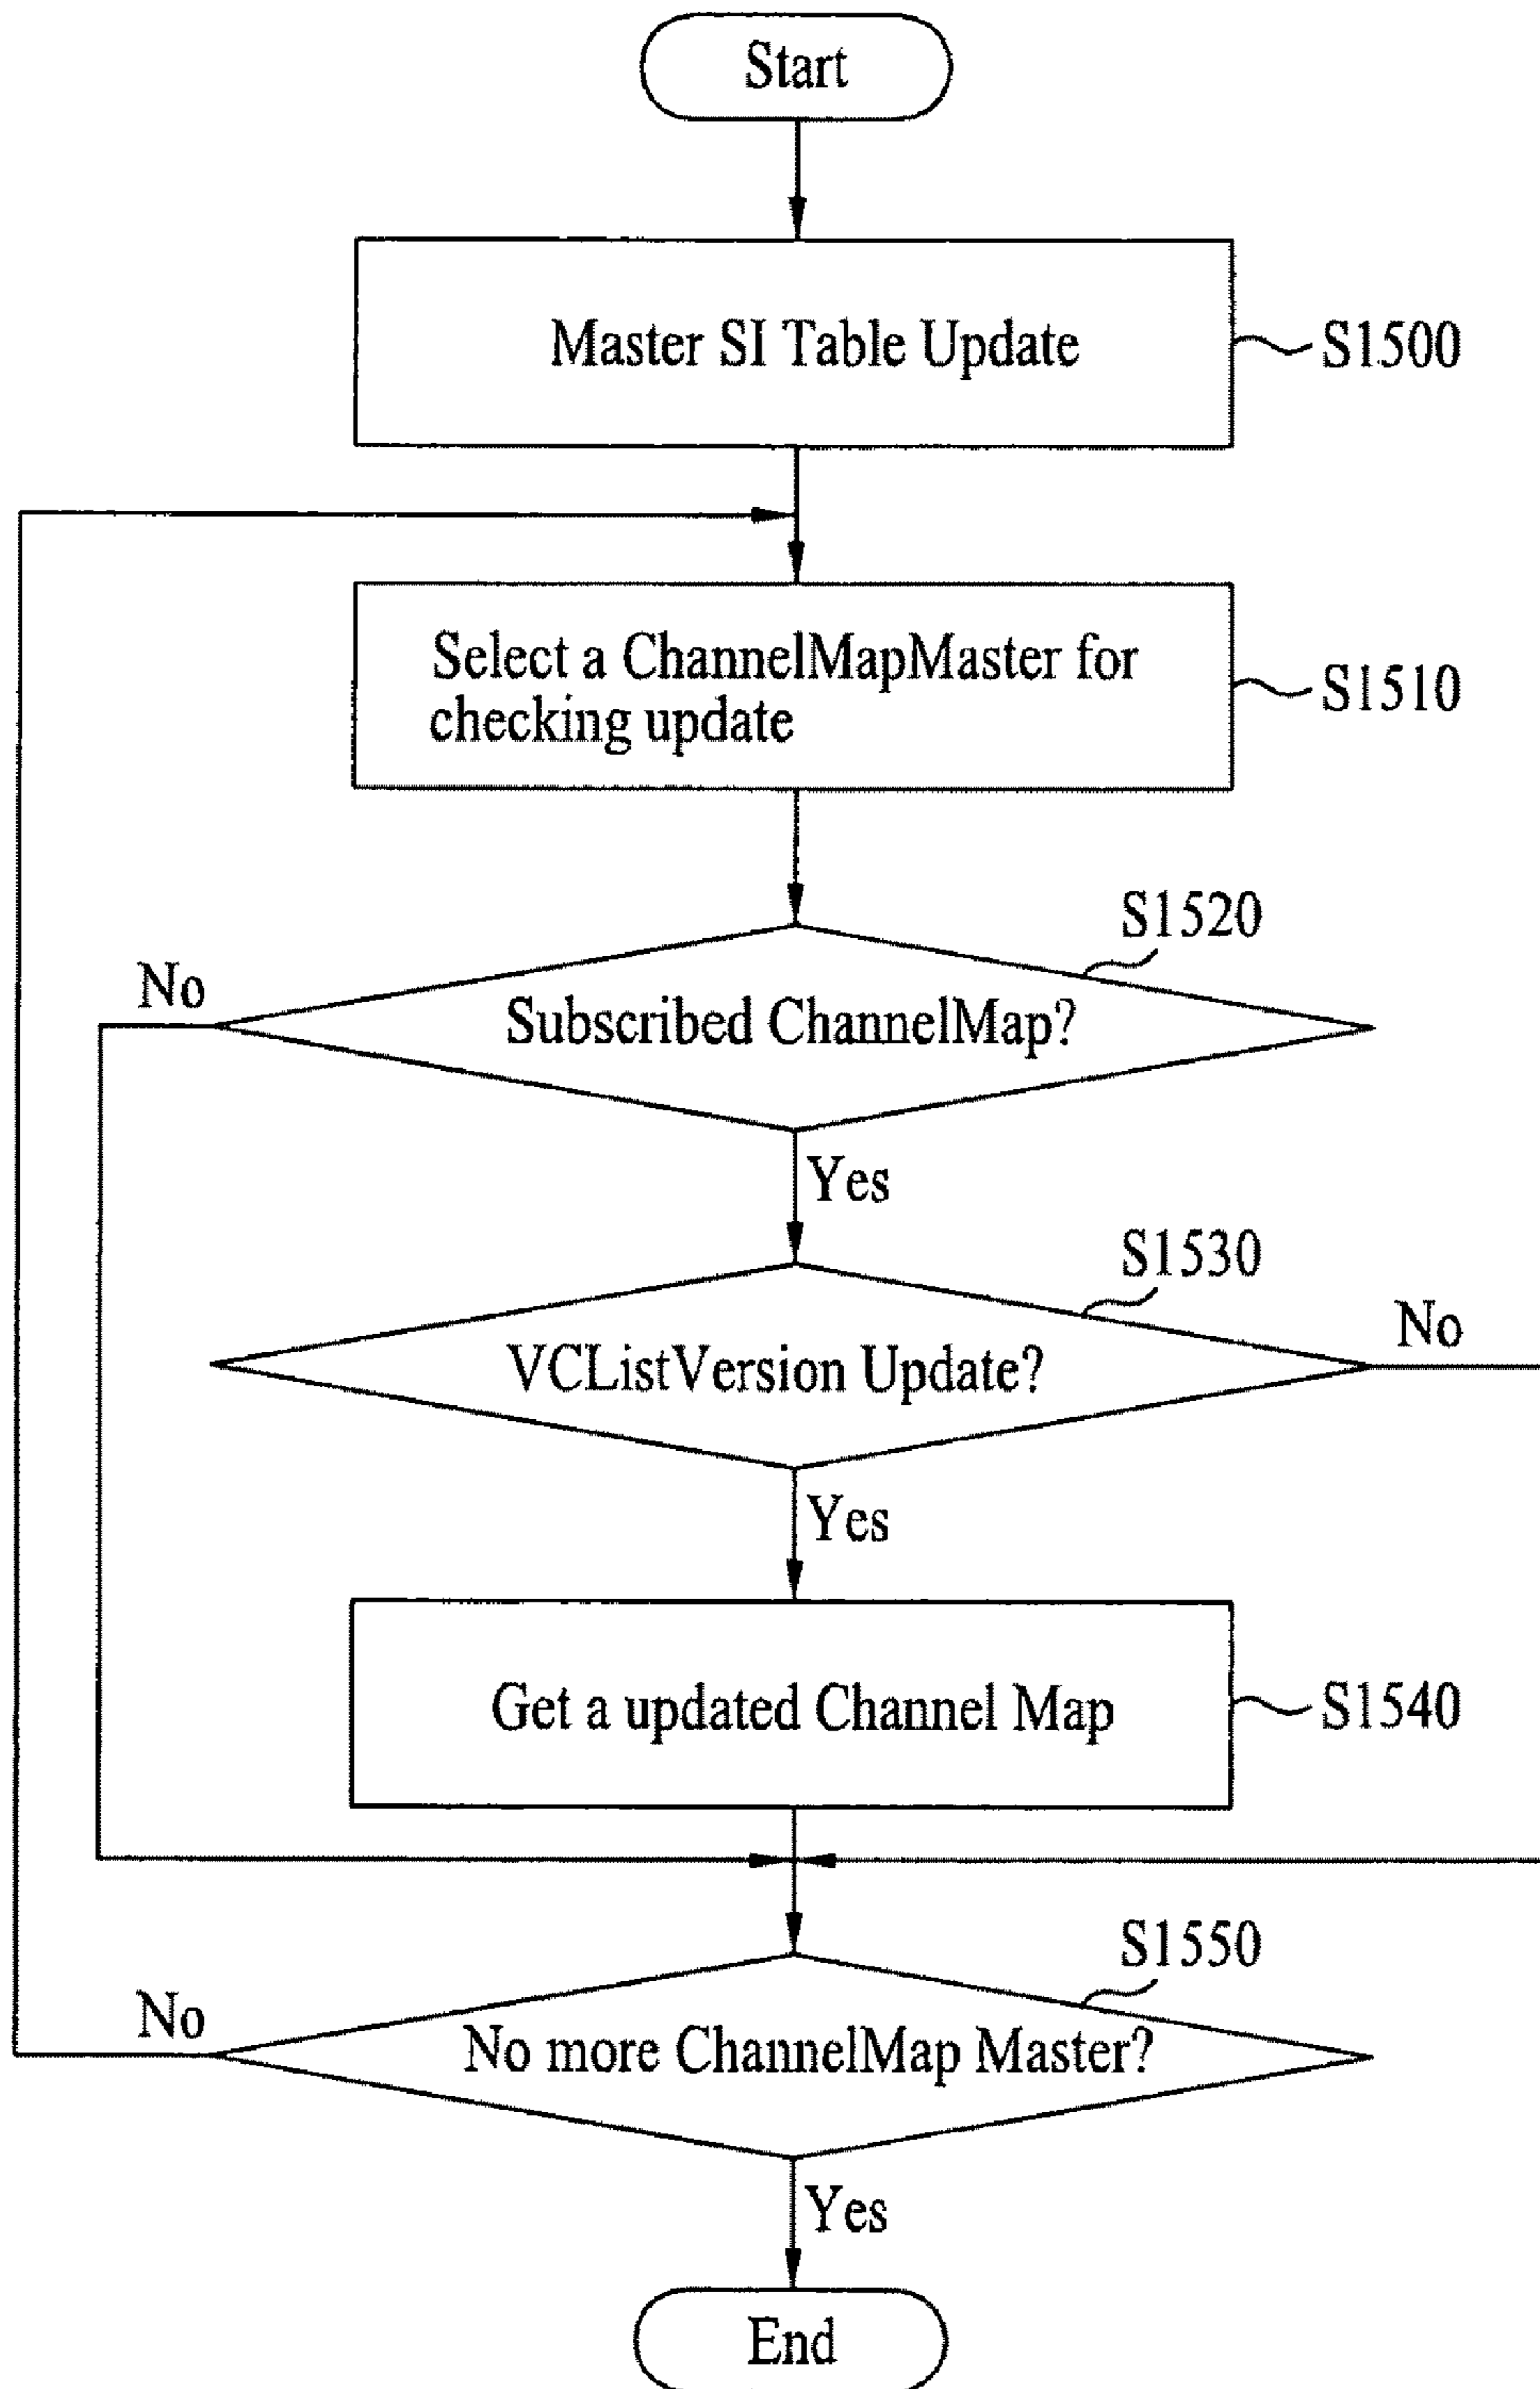 Start
Master SI Table Update
S1500
Select a ChannelMapMaster for
checking update
S1510
S1520
No
Subscribed ChannelMap?
Yes
S1530
No
VCListVersion Update?
Yes
Get a updated Channel Map
S1540
S1550
No
No more ChannelMap Master?
Yes
End